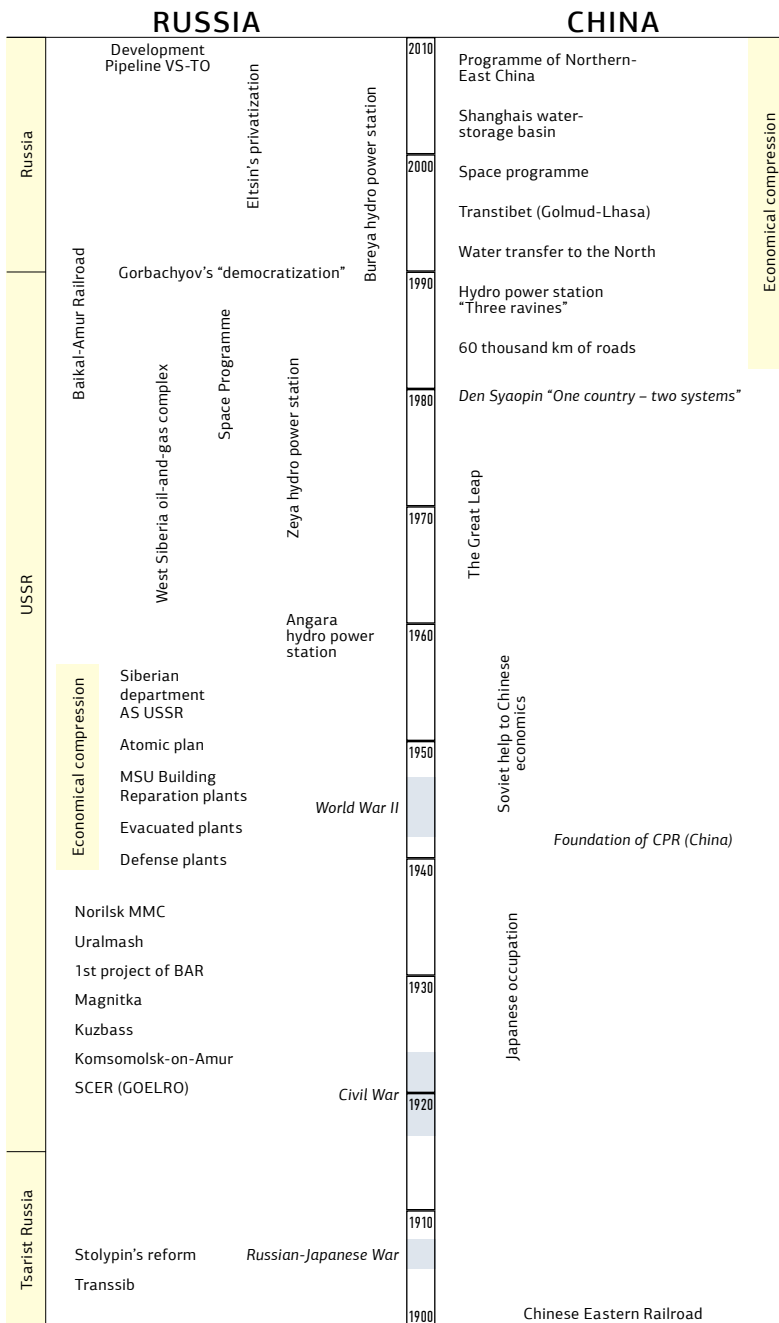 RUSSIA
CHINA
Russia
USSR
Tsarist Russia
Development
Pipeline VS-TO
Eltsin's privatization
Bureya hydro power station
Baikal-Amur Railroad
Gorbachyov's “democratization”
Space Programme
West Siberia oil-and-gas complex
Zeya hydro power station
Angara
hydro power
station
Economical compression
Siberian
department
AS USSR
Atomic plan
MSU Building
Reparation plants
Evacuated plants
Defense plants
World War II
Norilsk MMC
Uralmash
1st project of BAR
Magnitka
Kuzbass
Komsomolsk-on-Amur
SCER (GOELRO)
Civil War
Stolypin's reform
Russian-Japanese War
Transsib
2010
2000
1990
1980
1970
1960
1950
1940
1930
1920
1910
1900
Programme of Northern-
East China
Shanghais water-
storage basin
Space programme
Transtibet (Golmud-Lhasa)
Water transfer to the North
Hydro power station
“Three ravines”
60 thousand km of roads
Economical compression
Den Syaopin “One country – two systems”
The Great Leap
Soviet help to Chinese
economics
Foundation of CPR (China)
Japanese occupation
Chinese Eastern Railroad